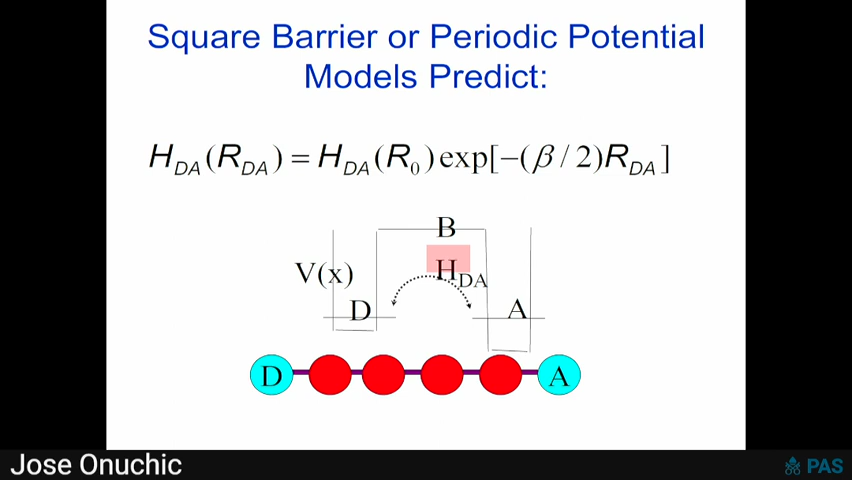 Square Barrier or Periodic Potential
Models Predict:
H_DA(R_DA) = H_DA(R_0) exp[−(β / 2)R_DA]
B
V(x)
H_DA
D
A
D
A
Jose Onuchic
PAS